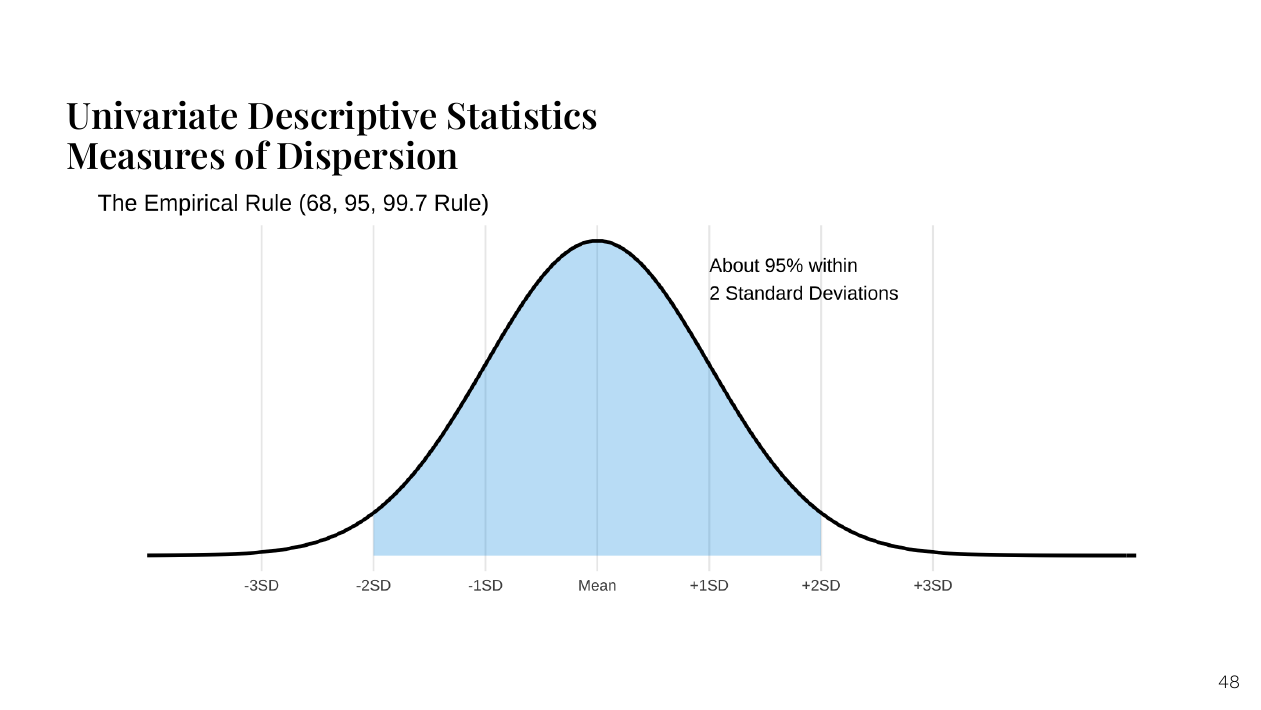 Univariate Descriptive Statistics
Measures of Dispersion
The Empirical Rule (68, 95, 99.7 Rule)
About 95% within
2 Standard Deviations
-3SD
-2SD
-1SD
Mean
+1SD
+2SD
+3SD
48